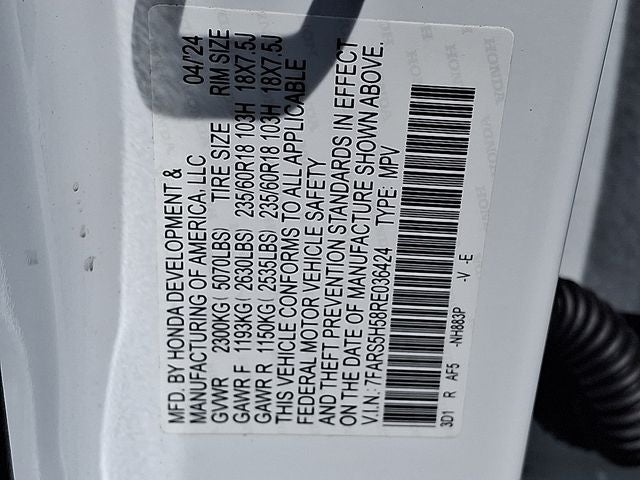 MFD. BY HONDA DEVELOPMENT & 04/'24
MANUFACTURING OF AMERICA, LLC
GVWR 2300KG( 5070LBS) TIRE SIZE RIM SIZE
GAWR F 1193KG( 2630LBS) 235/60R18 103H 18X7.5J
GAWR R 1150KG( 2535LBS) 235/60R18 103H 18X7.5J
THIS VEHICLE CONFORMS TO ALL APPLICABLE
FEDERAL MOTOR VEHICLE SAFETY
AND THEFT PREVENTION STANDARDS IN EFFECT
ON THE DATE OF MANUFACTURE SHOWN ABOVE.
V.I.N.: 7FARS5H58RE036424 TYPE: MPV
3D1 R AF5 -NH883P -V -E